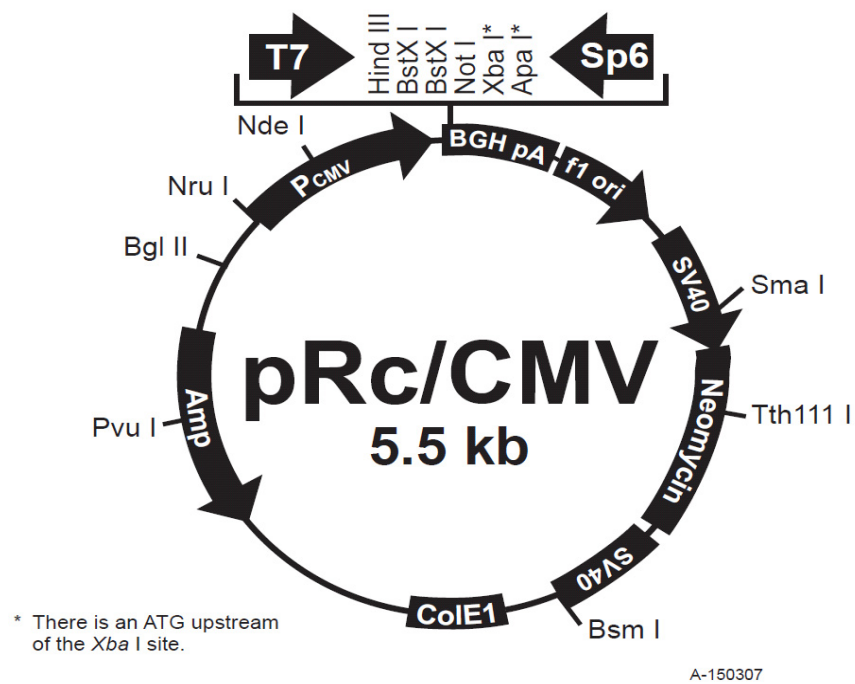 T7
Hind III
BstX I
BstX I
Not I
Xba I*
Apa I*
Sp6
Nde I
Nru I
Bgl II
Pvu I
PCMV
BGH pA
f1 ori
SV40
Sma I
Neomycin
Tth111 I
SV40
Bsm I
ColE1
Amp
pRc/CMV
5.5 kb
* There is an ATG upstream
of the Xba I site.
A-150307